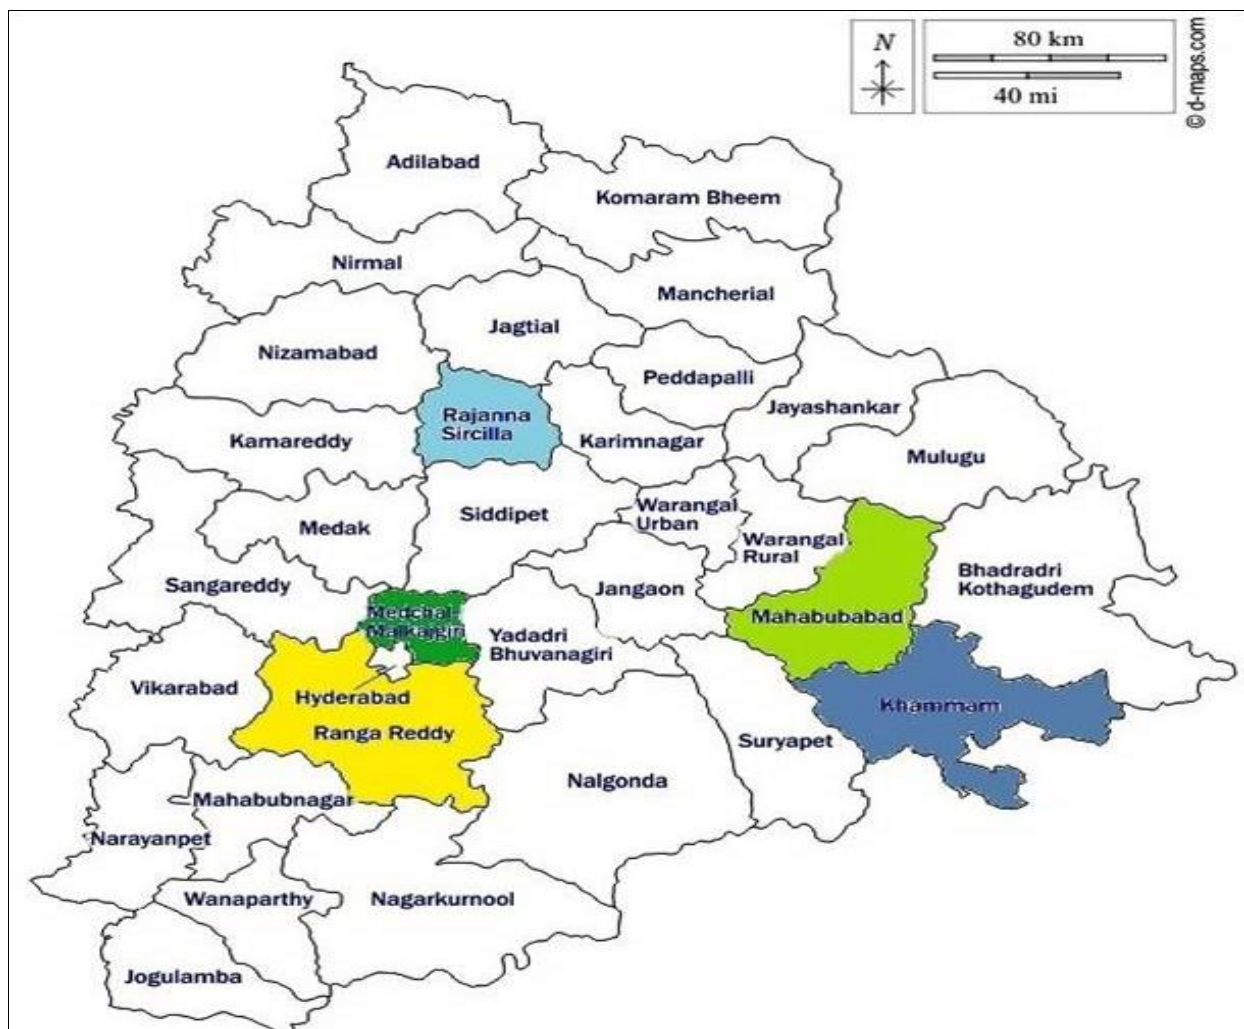 N
80 km
40 mi
© d-maps.com
Adilabad
Komaram Bheem
Nirmal
Mancherial
Jagtial
Nizamabad
Peddapalli
Jayashankar
Rajanna
Sircilla
Kamareddy
Karimnagar
Mulugu
Siddipet
Warangal
Urban
Medak
Warangal
Rural
Bhadradri
Kothagudem
Sangareddy
Jangaon
Mahabubabad
Medchal
Malkajgiri
Yadadri
Bhuvanagiri
Vikarabad
Hyderabad
Khammam
Ranga Reddy
Suryapet
Nalgonda
Mahabubnagar
Narayanpet
Wanaparthy
Nagarkurnool
Jogulamba